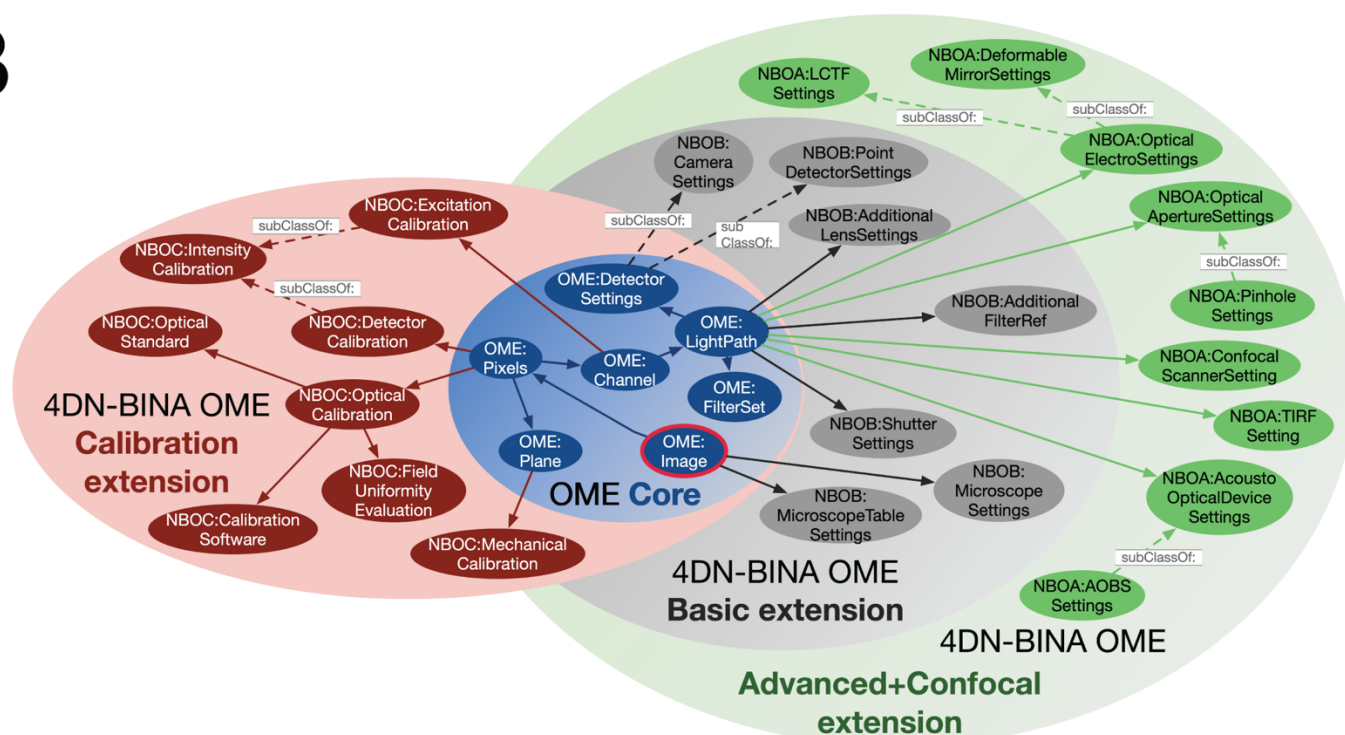 B
NBOA:LCTF
Settings
NBOA:Deformable
MirrorSettings
subClassOf:
subClassOf:
NBOA:Optical
ElectroSettings
NBOB:
Camera
Settings
NBOB:Point
DetectorSettings
NBOC:Excitation
Calibration
subClassOf:
subClassOf:
sub
ClassOf:
NBOB:Additional
LensSettings
NBOA:Optical
ApertureSettings
NBOC:Intensity
Calibration
subClassOf:
subClassOf:
OME:Detector
Settings
NBOA:Pinhole
Settings
NBOC:Optical
Standard
NBOC:Detector
Calibration
OME:
LightPath
NBOB:Additional
FilterRef
OME:
Pixels
OME:
Channel
NBOA:Confocal
ScannerSetting
NBOC:Optical
Calibration
OME:
FilterSet
4DN-BINA OME
Calibration
extension
NBOB:Shutter
Settings
NBOA:TIRF
Setting
OME:
Plane
OME:
Image
NBOC:Field
Uniformity
Evaluation
OME Core
NBOB:
Microscope
Settings
NBOA:Acousto
OpticalDevice
Settings
NBOC:Calibration
Software
NBOB:
MicroscopeTable
Settings
NBOC:Mechanical
Calibration
subClassOf:
4DN-BINA OME
Basic extension
NBOA:AOBS
Settings
4DN-BINA OME
Advanced+Confocal
extension